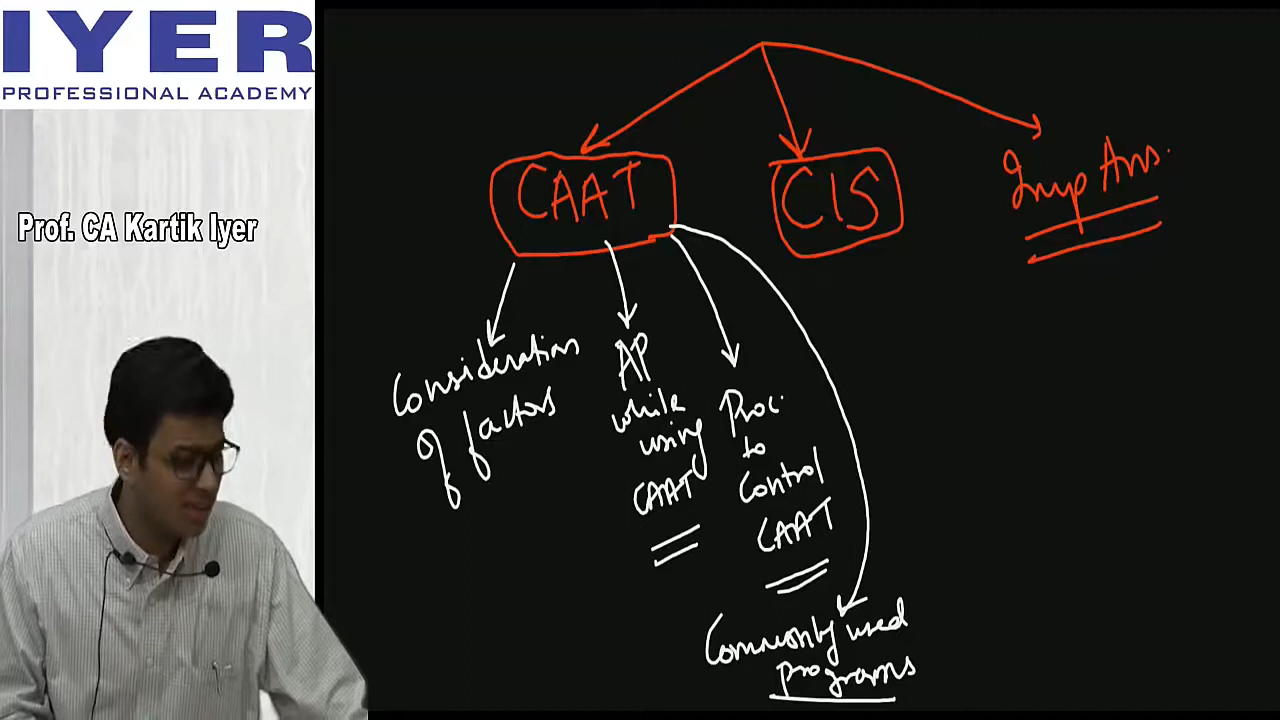 IYER
PROFESSIONAL ACADEMY
Prof. CA Kartik Iyer
CAAT
CIS
Imp Ans.
Consideration
of factors
AP
while
using
CAAT
Proc.
to
Control
CAAT
Commonly used
programs